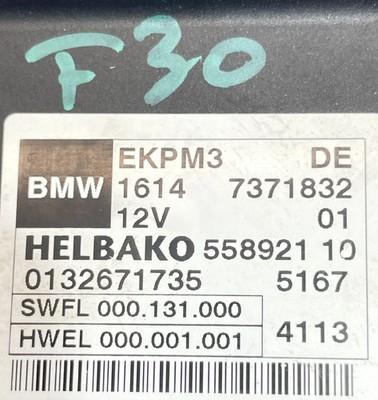 F30
EKPM3 DE
BMW 1614 7371832
12V 01
HELBAKO 558921 10
0132671735 5167
SWFL 000.131.000
HWEL 000.001.001 4113